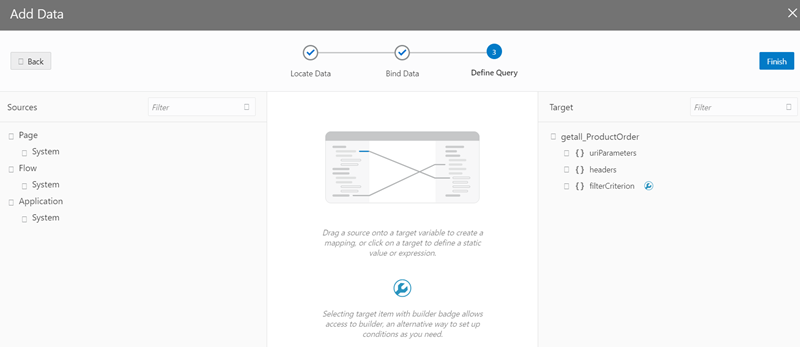 Add Data
Back
Locate Data
Bind Data
3
Define Query
Finish
Sources
Filter
Page
System
Flow
System
Application
System
Drag a source onto a target variable to create a
mapping, or click on a target to define a static
value or expression.
Selecting target item with builder badge allows
access to builder, an alternative way to set up
conditions as you need.
Target
Filter
getall_ProductOrder
{ } uriParameters
{ } headers
{ } filterCriterion